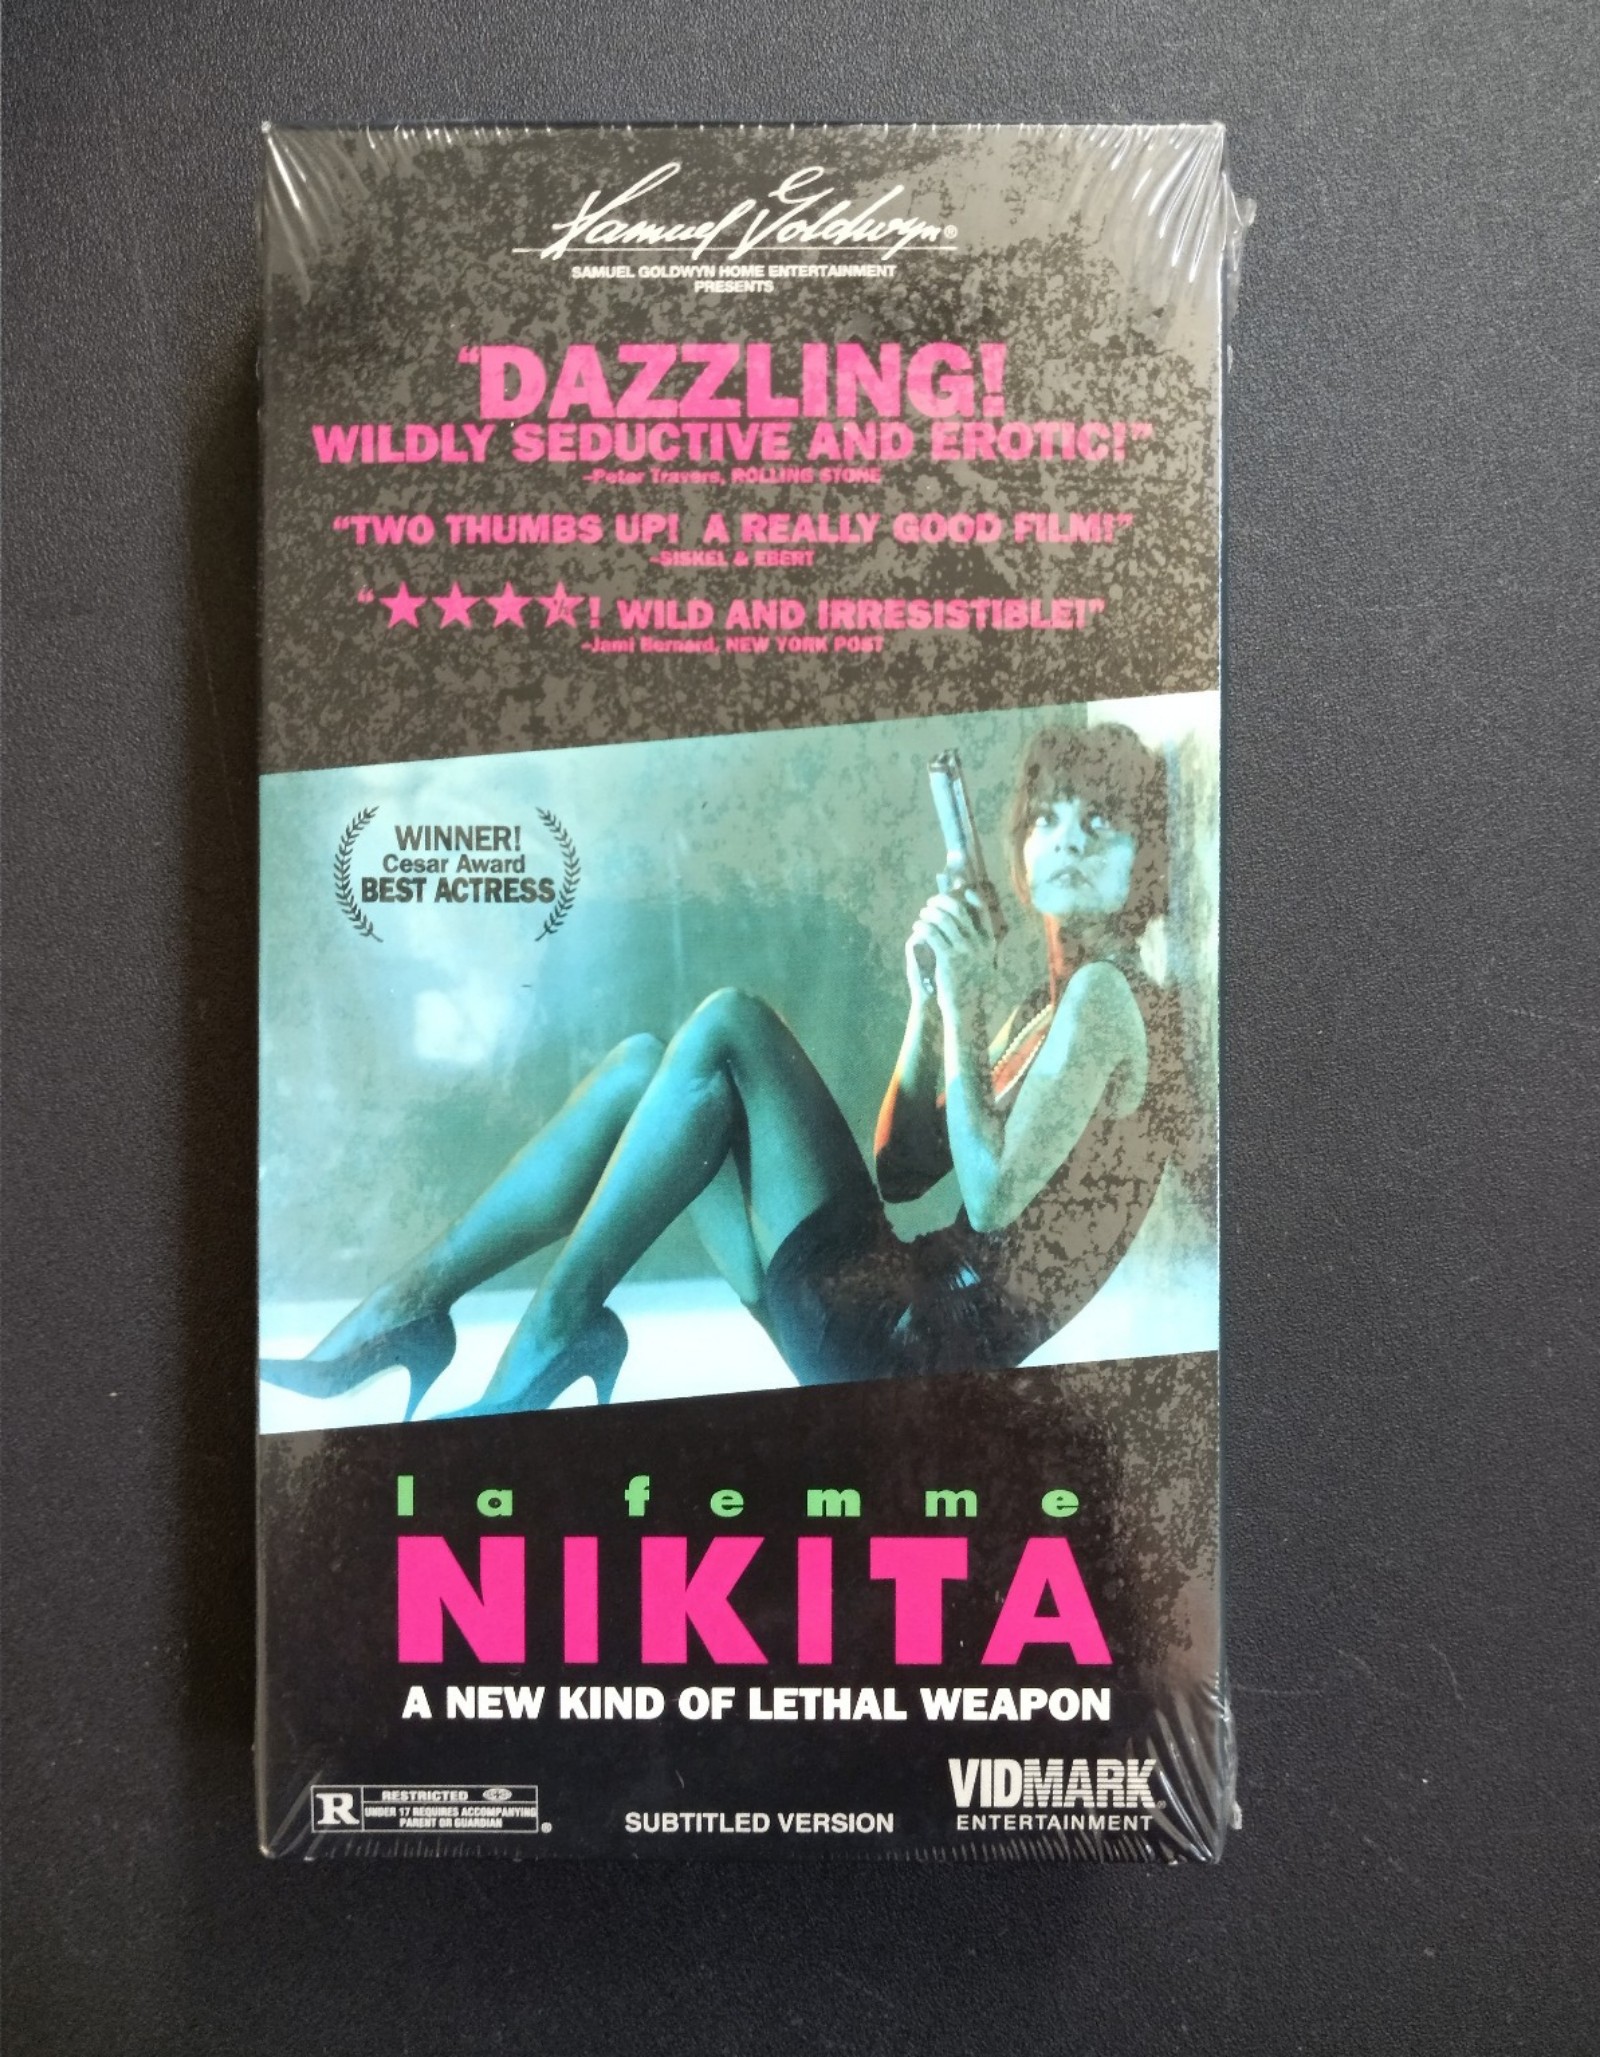 Samuel Goldwyn®
SAMUEL GOLDWYN HOME ENTERTAINMENT
PRESENTS
"DAZZLING!
WILDLY SEDUCTIVE AND EROTIC!"
-Peter Travers, ROLLING STONE
"TWO THUMBS UP! A REALLY GOOD FILM!"
-SISKEL & EBERT
"★★★½! WILD AND IRRESISTIBLE!"
-Jami Bernard, NEW YORK POST
WINNER!
Cesar Award
BEST ACTRESS
la femme
NIKITA
A NEW KIND OF LETHAL WEAPON
R RESTRICTED
UNDER 17 REQUIRES ACCOMPANYING
PARENT OR GUARDIAN ®
SUBTITLED VERSION
VIDMARK®
ENTERTAINMENT